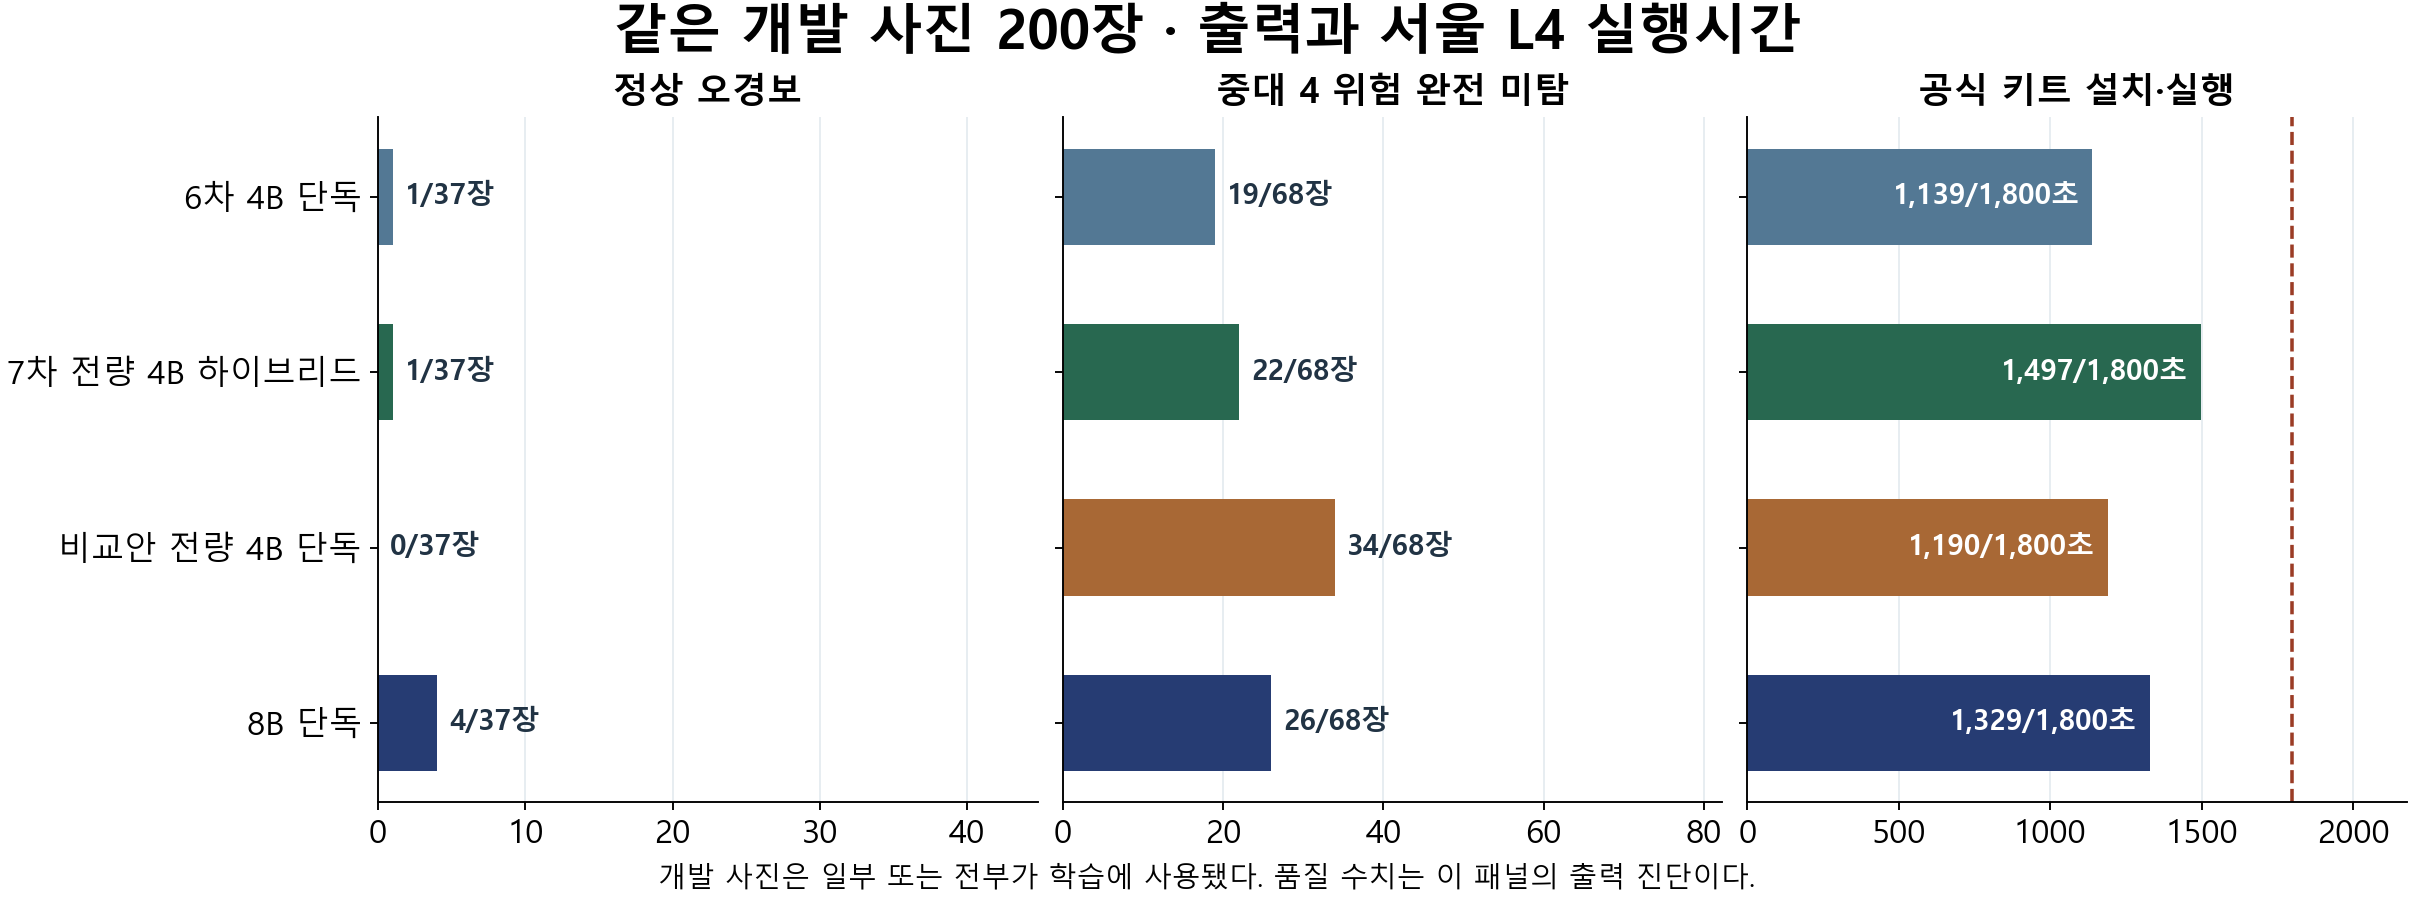 같은 개발 사진 200장 · 출력과 서울 L4 실행시간
정상 오경보
중대 4 위험 완전 미탐
공식 키트 설치·실행
6차 4B 단독
1/37장
19/68장
1,139/1,800초
7차 전량 4B 하이브리드
1/37장
22/68장
1,497/1,800초
비교안 전량 4B 단독
0/37장
34/68장
1,190/1,800초
8B 단독
4/37장
26/68장
1,329/1,800초
0 10 20 30 40
0 20 40 60 80
0 500 1000 1500 2000
개발 사진은 일부 또는 전부가 학습에 사용됐다. 품질 수치는 이 패널의 출력 진단이다.